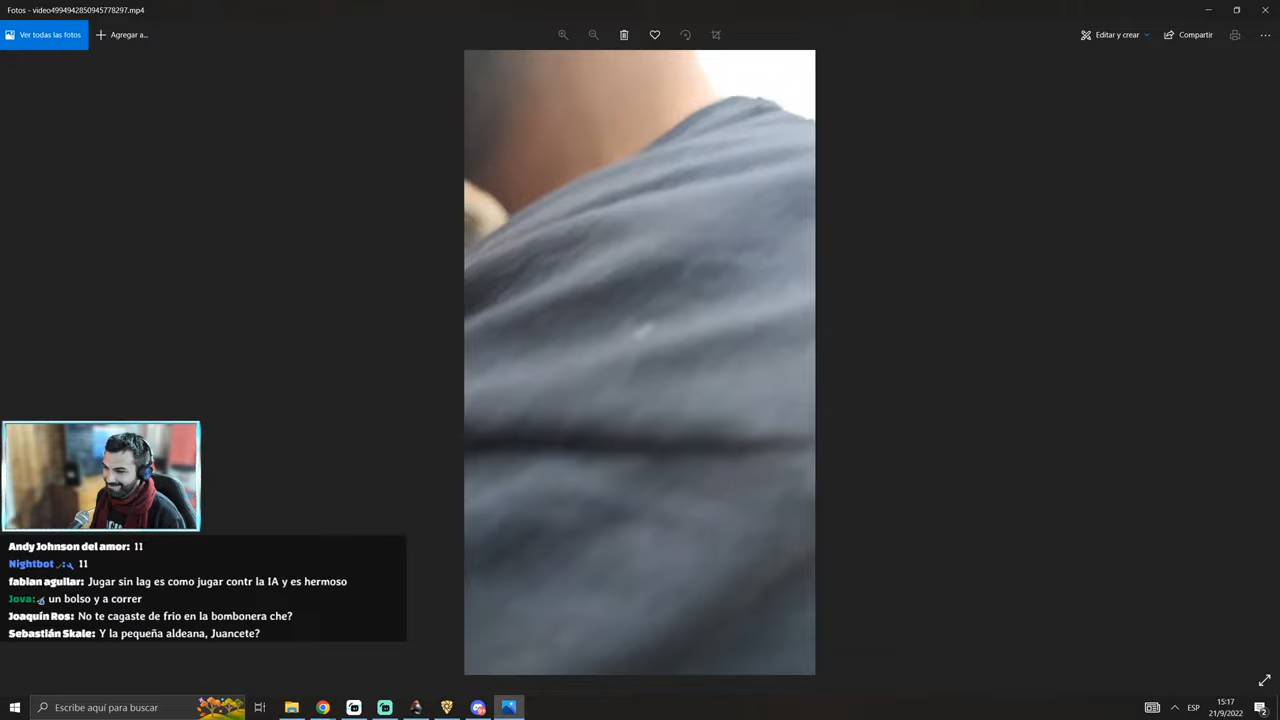 Fotos - video4994942850945778297.mp4
Ver todas las fotos
Agregar a...
Editar y crear
Compartir
Andy Johnson del amor: 11
Nightbot : 11
fabian aguilar: Jugar sin lag es como jugar contr la IA y es hermoso
Jova: un bolso y a correr
Joaquín Ros: No te cagaste de frio en la bombonera che?
Sebastián Skale: Y la pequeña aldeana, Juancete?
Escribe aquí para buscar
ESP
15:17
21/9/2022
2